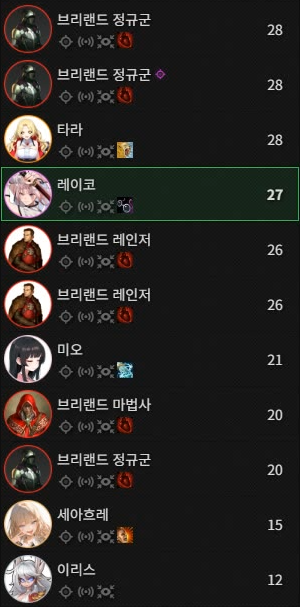 브리랜드 정규군
28
브리랜드 정규군
28
타라
28
레이코
27
브리랜드 레인저
26
브리랜드 레인저
26
미오
21
브리랜드 마법사
20
브리랜드 정규군
20
세아흐레
15
이리스
12